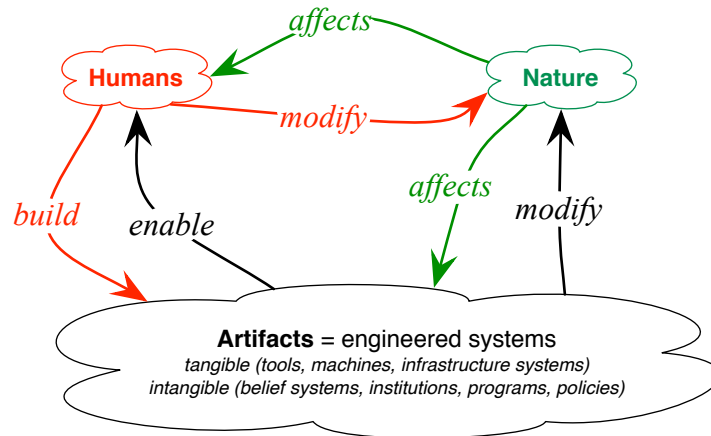 affects
Humans
Nature
modify
affects
build
enable
modify
Artifacts = engineered systems
tangible (tools, machines, infrastructure systems)
intangible (belief systems, institutions, programs, policies)